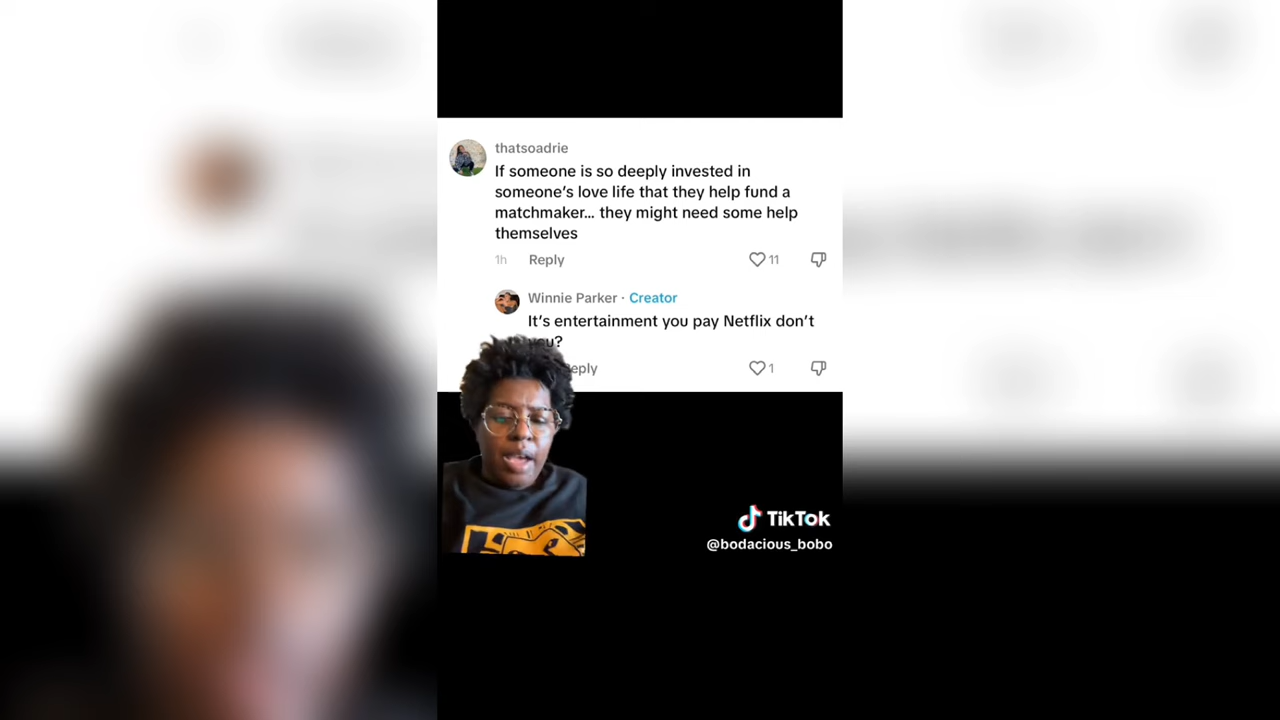 thatsoadrie
If someone is so deeply invested in
someone's love life that they help fund a
matchmaker... they might need some help
themselves
1h Reply 11
Winnie Parker · Creator
It's entertainment you pay Netflix don't
1
TikTok
@bodacious_bobo